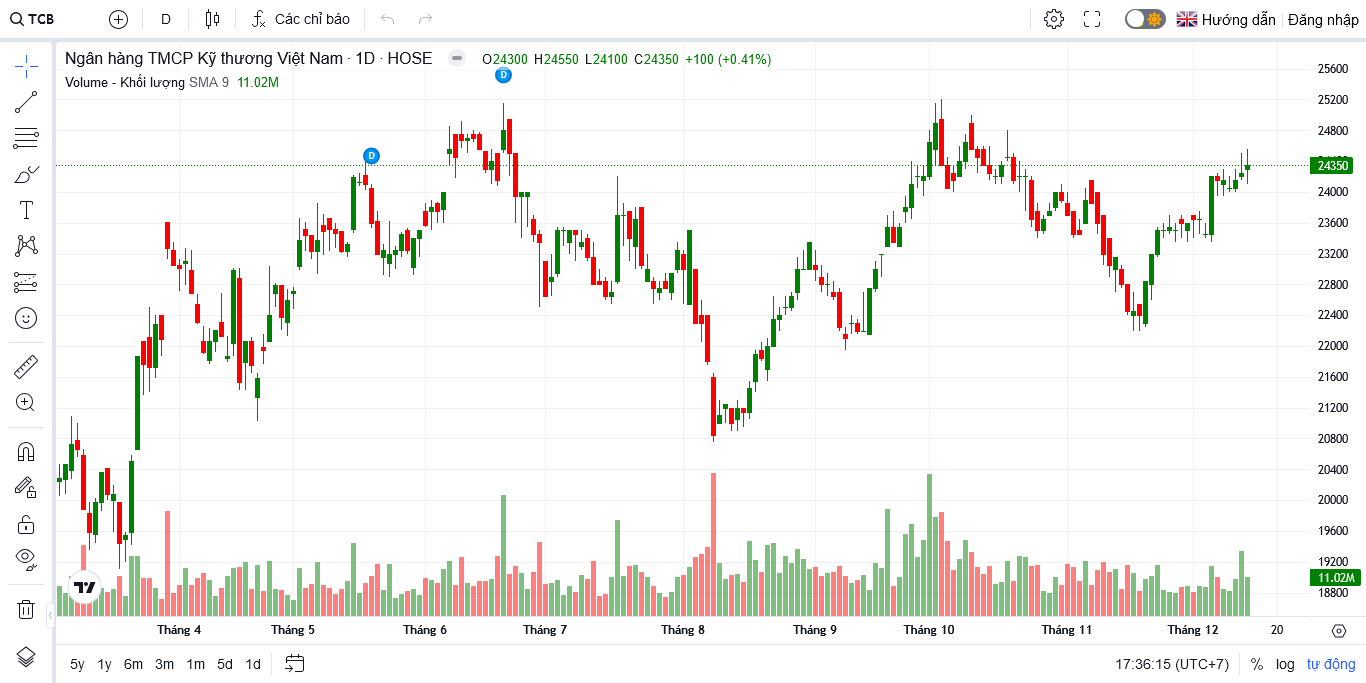 TCB D Các chỉ báo Hướng dẫn Đăng nhập
Ngân hàng TMCP Kỹ thương Việt Nam · 1D · HOSE O24300 H24550 L24100 C24350 +100 (+0.41%)
Volume - Khối lượng SMA 9 11.02M
D
D
25600
25200
24800
24350
24000
23600
23200
22800
22400
22000
21600
21200
20800
20400
20000
19600
19200
11.02M
18800
Tháng 4 Tháng 5 Tháng 6 Tháng 7 Tháng 8 Tháng 9 Tháng 10 Tháng 11 Tháng 12 20
5y 1y 6m 3m 1m 5d 1d 17:36:15 (UTC+7) % log tự động